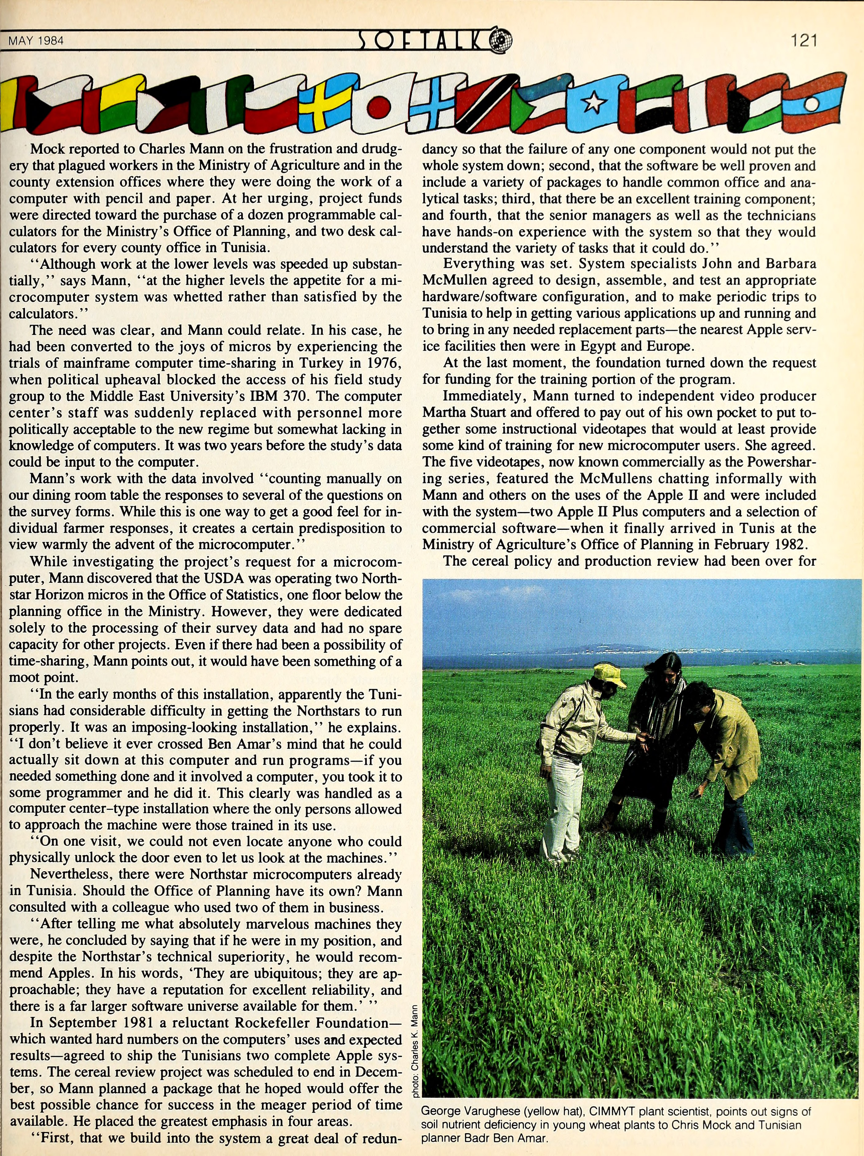 MAY 1984
SOFTALK
121
Mock reported to Charles Mann on the frustration and drudg-
ery that plagued workers in the Ministry of Agriculture and in the
county extension offices where they were doing the work of a
computer with pencil and paper. At her urging, project funds
were directed toward the purchase of a dozen programmable cal-
culators for the Ministry's Office of Planning, and two desk cal-
culators for every county office in Tunisia.
‘‘Although work at the lower levels was speeded up substan-
tially,’’ says Mann, ‘‘at the higher levels the appetite for a mi-
crocomputer system was whetted rather than satisfied by the
calculators.’’
The need was clear, and Mann could relate. In his case, he
had been converted to the joys of micros by experiencing the
trials of mainframe computer time-sharing in Turkey in 1976,
when political upheaval blocked the access of his field study
group to the Middle East University's IBM 370. The computer
center's staff was suddenly replaced with personnel more
politically acceptable to the new regime but somewhat lacking in
knowledge of computers. It was two years before the study's data
could be input to the computer.
Mann's work with the data involved ‘‘counting manually on
our dining room table the responses to several of the questions on
the survey forms. While this is one way to get a good feel for in-
dividual farmer responses, it creates a certain predisposition to
view warmly the advent of the microcomputer.’’
While investigating the project's request for a microcom-
puter, Mann discovered that the USDA was operating two North-
star Horizon micros in the Office of Statistics, one floor below the
planning office in the Ministry. However, they were dedicated
solely to the processing of their survey data and had no spare
capacity for other projects. Even if there had been a possibility of
time-sharing, Mann points out, it would have been something of a
moot point.
‘‘In the early months of this installation, apparently the Tuni-
sians had considerable difficulty in getting the Northstars to run
properly. It was an imposing-looking installation,’’ he explains.
‘‘I don't believe it ever crossed Ben Amar's mind that he could
actually sit down at this computer and run programs—if you
needed something done and it involved a computer, you took it to
some programmer and he did it. This clearly was handled as a
computer center–type installation where the only persons allowed
to approach the machine were those trained in its use.
‘‘On one visit, we could not even locate anyone who could
physically unlock the door even to let us look at the machines.’’
Nevertheless, there were Northstar microcomputers already
in Tunisia. Should the Office of Planning have its own? Mann
consulted with a colleague who used two of them in business.
‘‘After telling me what absolutely marvelous machines they
were, he concluded by saying that if he were in my position, and
despite the Northstar's technical superiority, he would recom-
mend Apples. In his words, ‘They are ubiquitous; they are ap-
proachable; they have a reputation for excellent reliability, and
there is a far larger software universe available for them.’ ’’
In September 1981 a reluctant Rockefeller Foundation—
which wanted hard numbers on the computers' uses and expected
results—agreed to ship the Tunisians two complete Apple sys-
tems. The cereal review project was scheduled to end in Decem-
ber, so Mann planned a package that he hoped would offer the
best possible chance for success in the meager period of time
available. He placed the greatest emphasis in four areas.
‘‘First, that we build into the system a great deal of redun-
dancy so that the failure of any one component would not put the
whole system down; second, that the software be well proven and
include a variety of packages to handle common office and ana-
lytical tasks; third, that there be an excellent training component;
and fourth, that the senior managers as well as the technicians
have hands-on experience with the system so that they would
understand the variety of tasks that it could do.’’
Everything was set. System specialists John and Barbara
McMullen agreed to design, assemble, and test an appropriate
hardware/software configuration, and to make periodic trips to
Tunisia to help in getting various applications up and running and
to bring in any needed replacement parts—the nearest Apple serv-
ice facilities then were in Egypt and Europe.
At the last moment, the foundation turned down the request
for funding for the training portion of the program.
Immediately, Mann turned to independent video producer
Martha Stuart and offered to pay out of his own pocket to put to-
gether some instructional videotapes that would at least provide
some kind of training for new microcomputer users. She agreed.
The five videotapes, now known commercially as the Powershar-
ing series, featured the McMullens chatting informally with
Mann and others on the uses of the Apple II and were included
with the system—two Apple II Plus computers and a selection of
commercial software—when it finally arrived in Tunis at the
Ministry of Agriculture's Office of Planning in February 1982.
The cereal policy and production review had been over for
photo: Charles K. Mann
George Varughese (yellow hat), CIMMYT plant scientist, points out signs of
soil nutrient deficiency in young wheat plants to Chris Mock and Tunisian
planner Badr Ben Amar.